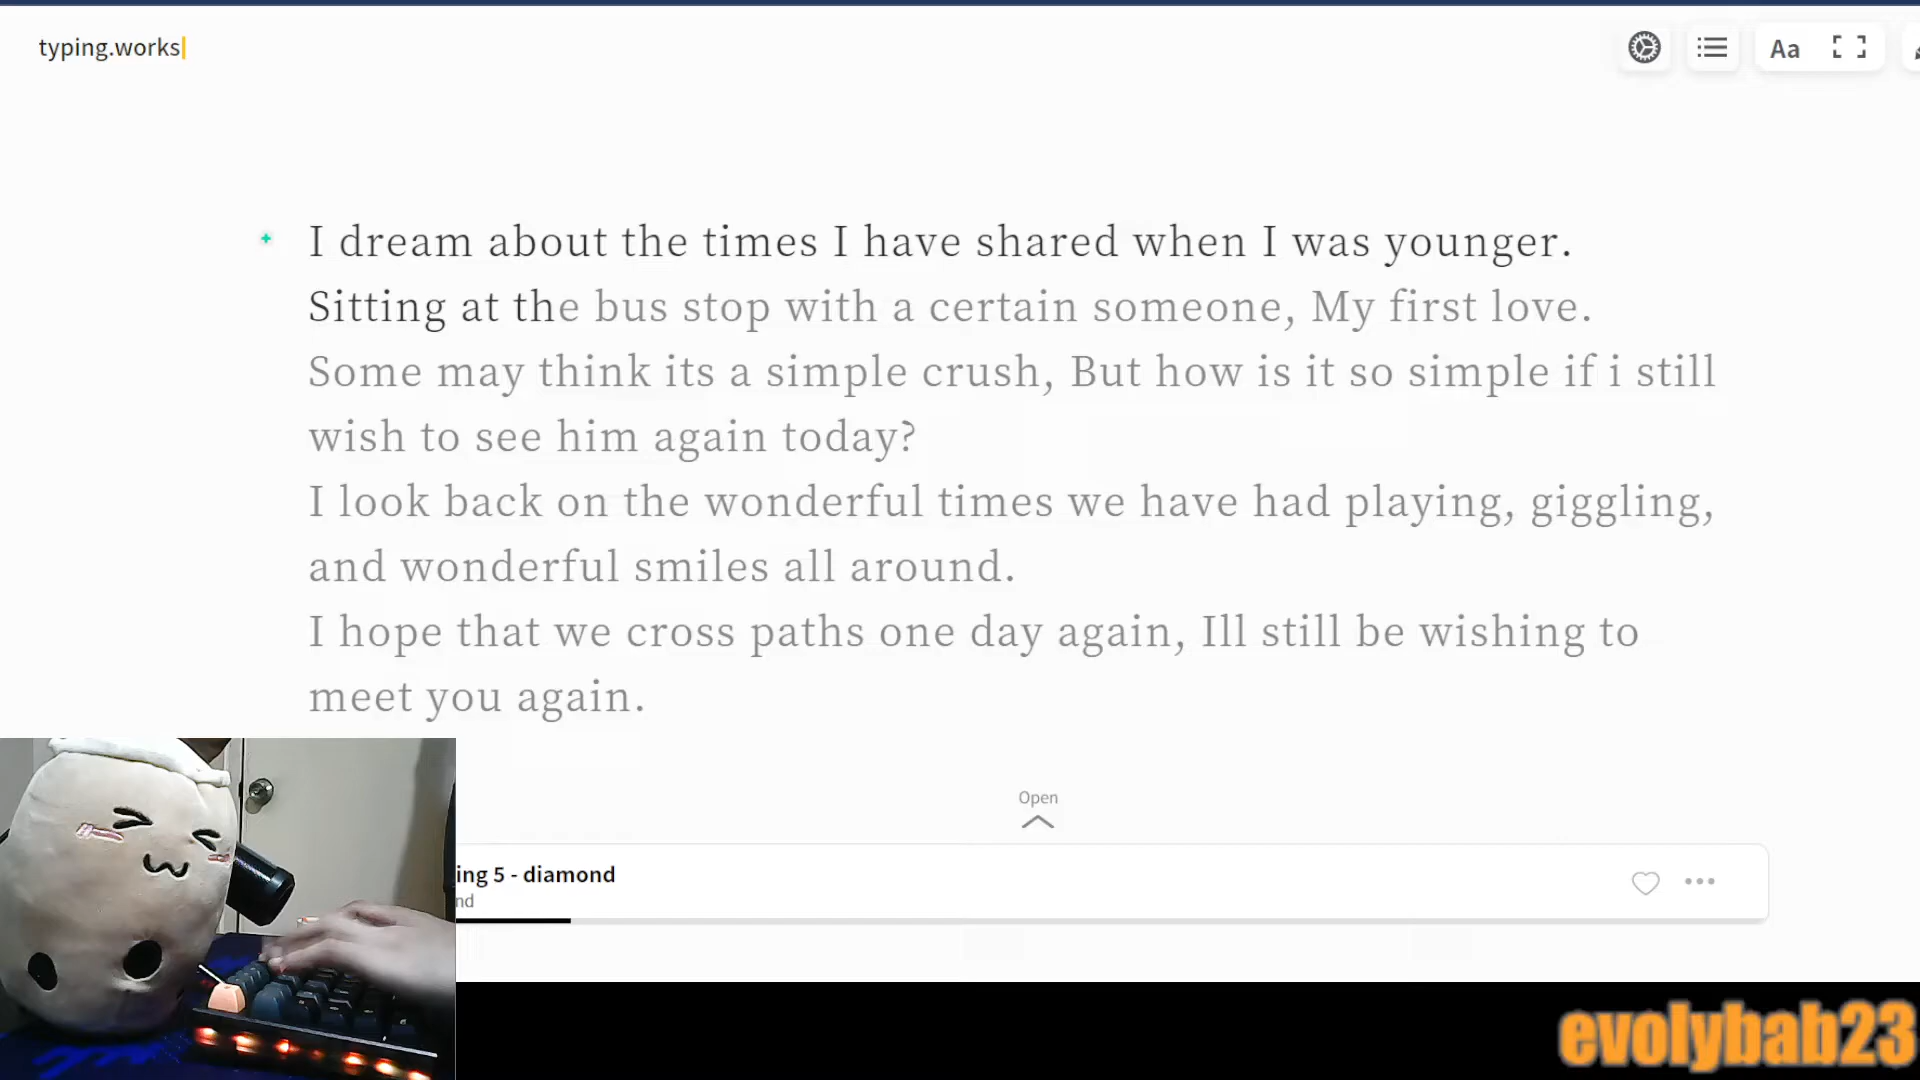 typing.works
Aa
I dream about the times I have shared when I was younger.
Sitting at the bus stop with a certain someone, My first love.
Some may think its a simple crush, But how is it so simple if i still
wish to see him again today?
I look back on the wonderful times we have had playing, giggling,
and wonderful smiles all around.
I hope that we cross paths one day again, Ill still be wishing to
meet you again.
Open
ing 5 - diamond
nd
evolybab23